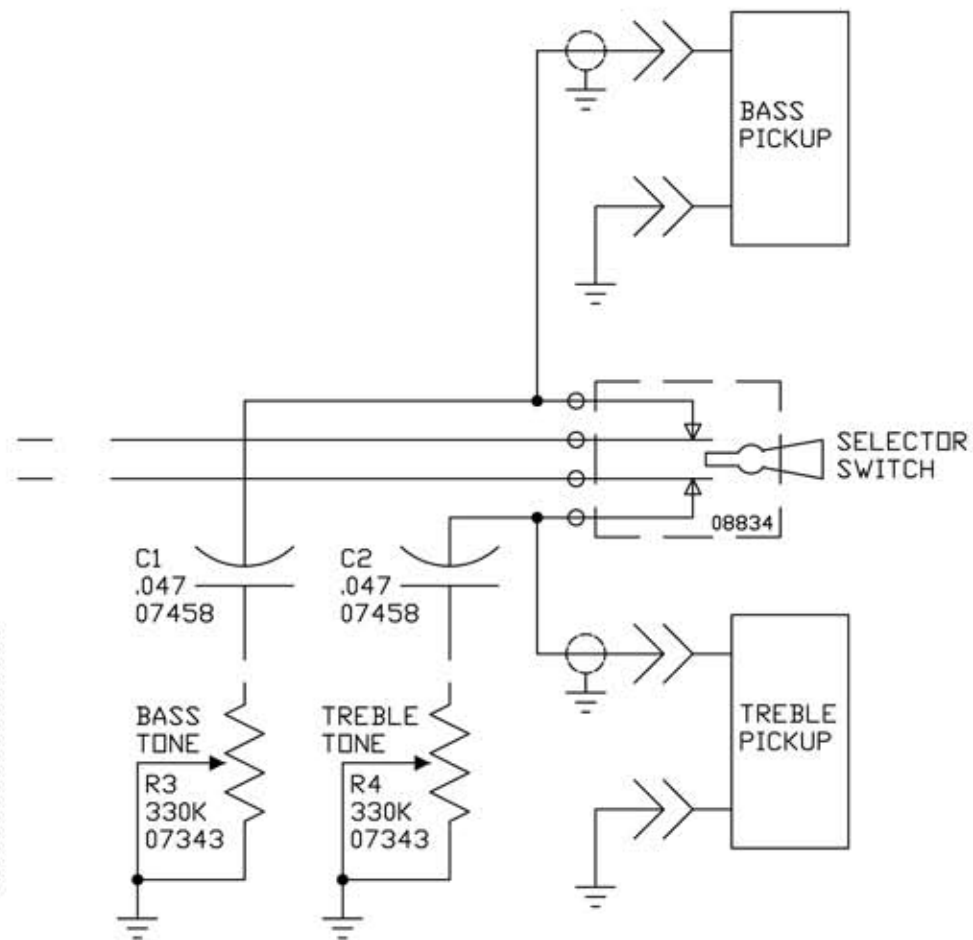 BASS
PICKUP
SELECTOR
SWITCH
08834
C1
.047
07458
C2
.047
07458
BASS
TONE
R3
330K
07343
TREBLE
TONE
R4
330K
07343
TREBLE
PICKUP